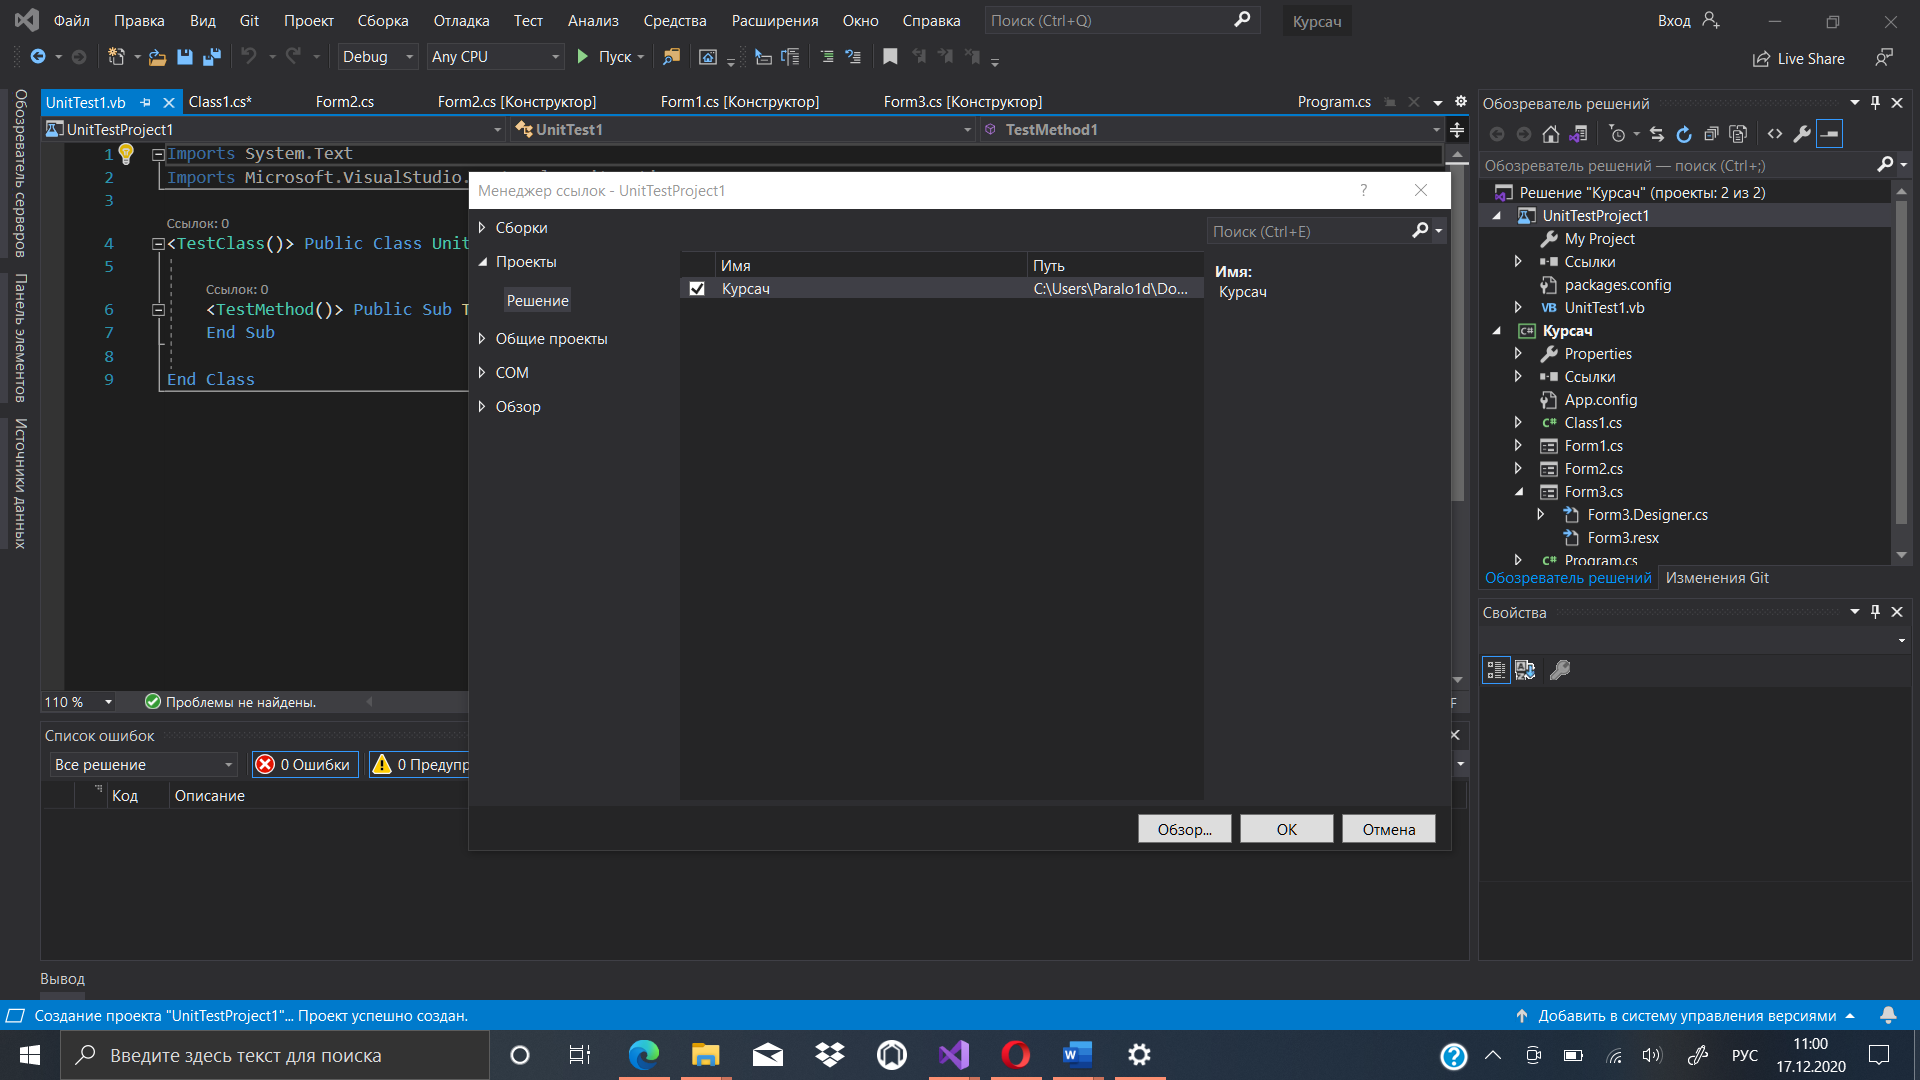 Файл Правка Вид Git Проект Сборка Отладка Тест Анализ Средства Расширения Окно Справка Поиск (Ctrl+Q) Курсач Вход
Debug Any CPU Пуск Live Share
UnitTest1.vb Class1.cs* Form2.cs Form2.cs [Конструктор] Form1.cs [Конструктор] Form3.cs [Конструктор] Program.cs
UnitTestProject1 UnitTest1 TestMethod1
Обозреватель серверов
Панель элементов
Источники данных
1 Imports System.Text
2 Imports Microsoft.VisualStudio.
3
Ссылок: 0
4 <TestClass()> Public Class Unit
5
Ссылок: 0
6 <TestMethod()> Public Sub T
7 End Sub
8
9 End Class
110 % Проблемы не найдены.
Менеджер ссылок - UnitTestProject1 ?
Сборки
Проекты
Решение
Общие проекты
COM
Обзор
Имя Путь
Курсач C:\Users\Paralo1d\Do...
Поиск (Ctrl+E)
Имя:
Курсач
Обзор... ОК Отмена
Список ошибок
Все решение 0 Ошибки 0 Предупр
Код Описание
Вывод
Обозреватель решений
Обозреватель решений — поиск (Ctrl+;)
Решение "Курсач" (проекты: 2 из 2)
UnitTestProject1
My Project
Ссылки
packages.config
VB UnitTest1.vb
C# Курсач
Properties
Ссылки
App.config
C# Class1.cs
Form1.cs
Form2.cs
Form3.cs
Form3.Designer.cs
Form3.resx
C# Program.cs
Обозреватель решений Изменения Git
Свойства
Создание проекта "UnitTestProject1"... Проект успешно создан. Добавить в систему управления версиями
Введите здесь текст для поиска РУС 11:00
17.12.2020